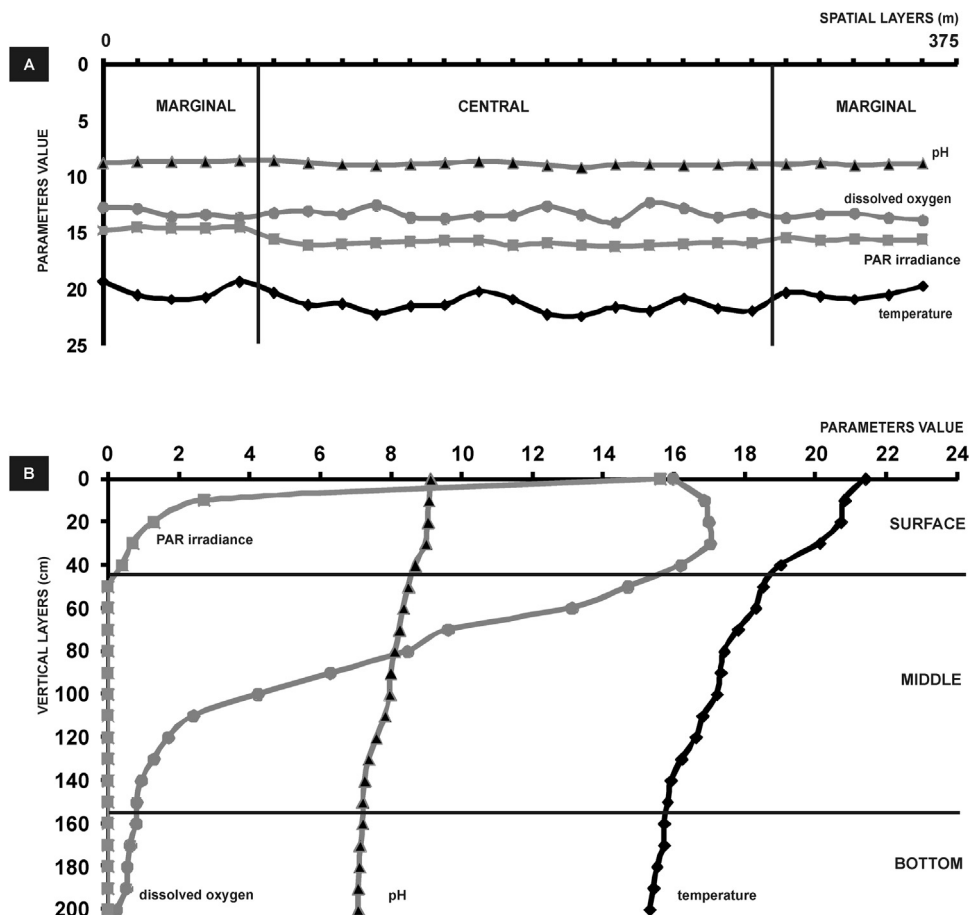 SPATIAL LAYERS (m)
0 375
A
0
MARGINAL CENTRAL MARGINAL
5
pH
10
dissolved oxygen
15
PAR irradiance
20
temperature
25
PARAMETERS VALUE
PARAMETERS VALUE
B
0 2 4 6 8 10 12 14 16 18 20 22 24
0
20
SURFACE
PAR irradiance
40
60
80
MIDDLE
100
120
140
160
BOTTOM
180
dissolved oxygen pH temperature
200
VERTICAL LAYERS (cm)